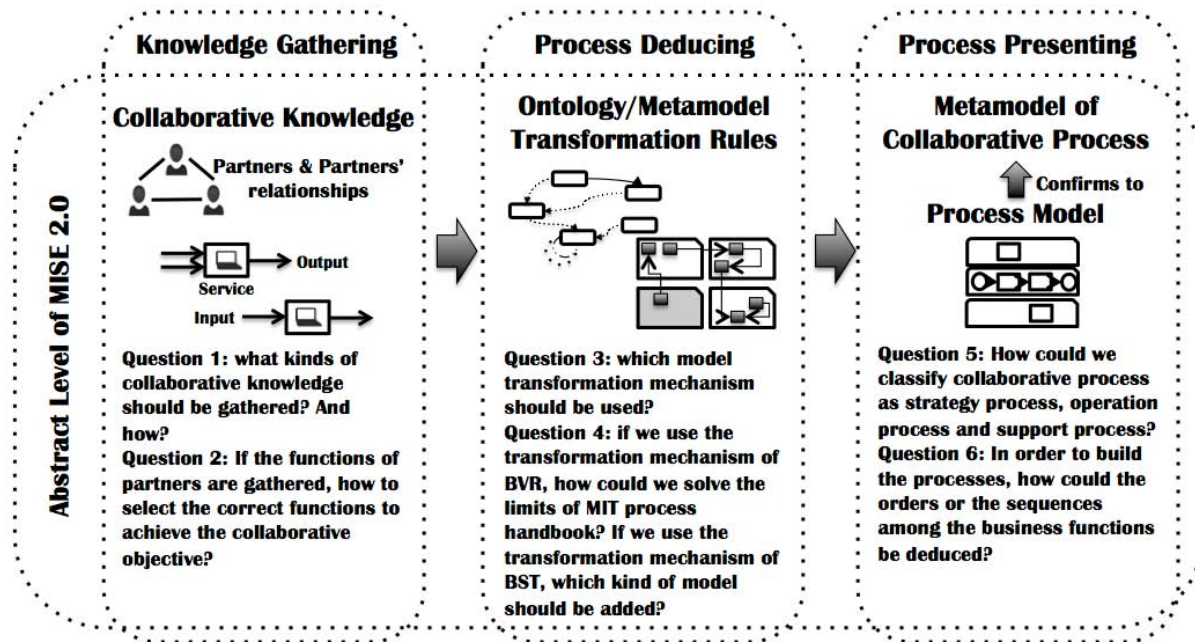 Abstract Level of MISE 2.0
Knowledge Gathering
Collaborative Knowledge
Partners & Partners'
relationships
Output
Service
Input
Question 1: what kinds of
collaborative knowledge
should be gathered? And
how?
Question 2: If the functions of
partners are gathered, how to
select the correct functions to
achieve the collaborative
objective?
Process Deducing
Ontology/Metamodel
Transformation Rules
Question 3: which model
transformation mechanism
should be used?
Question 4: if we use the
transformation mechanism of
BVR, how could we solve the
limits of MIT process
handbook? If we use the
transformation mechanism of
BST, which kind of model
should be added?
Process Presenting
Metamodel of
Collaborative Process
Confirms to
Process Model
Question 5: How could we
classify collaborative process
as strategy process, operation
process and support process?
Question 6: In order to build
the processes, how could the
orders or the sequences
among the business functions
be deduced?